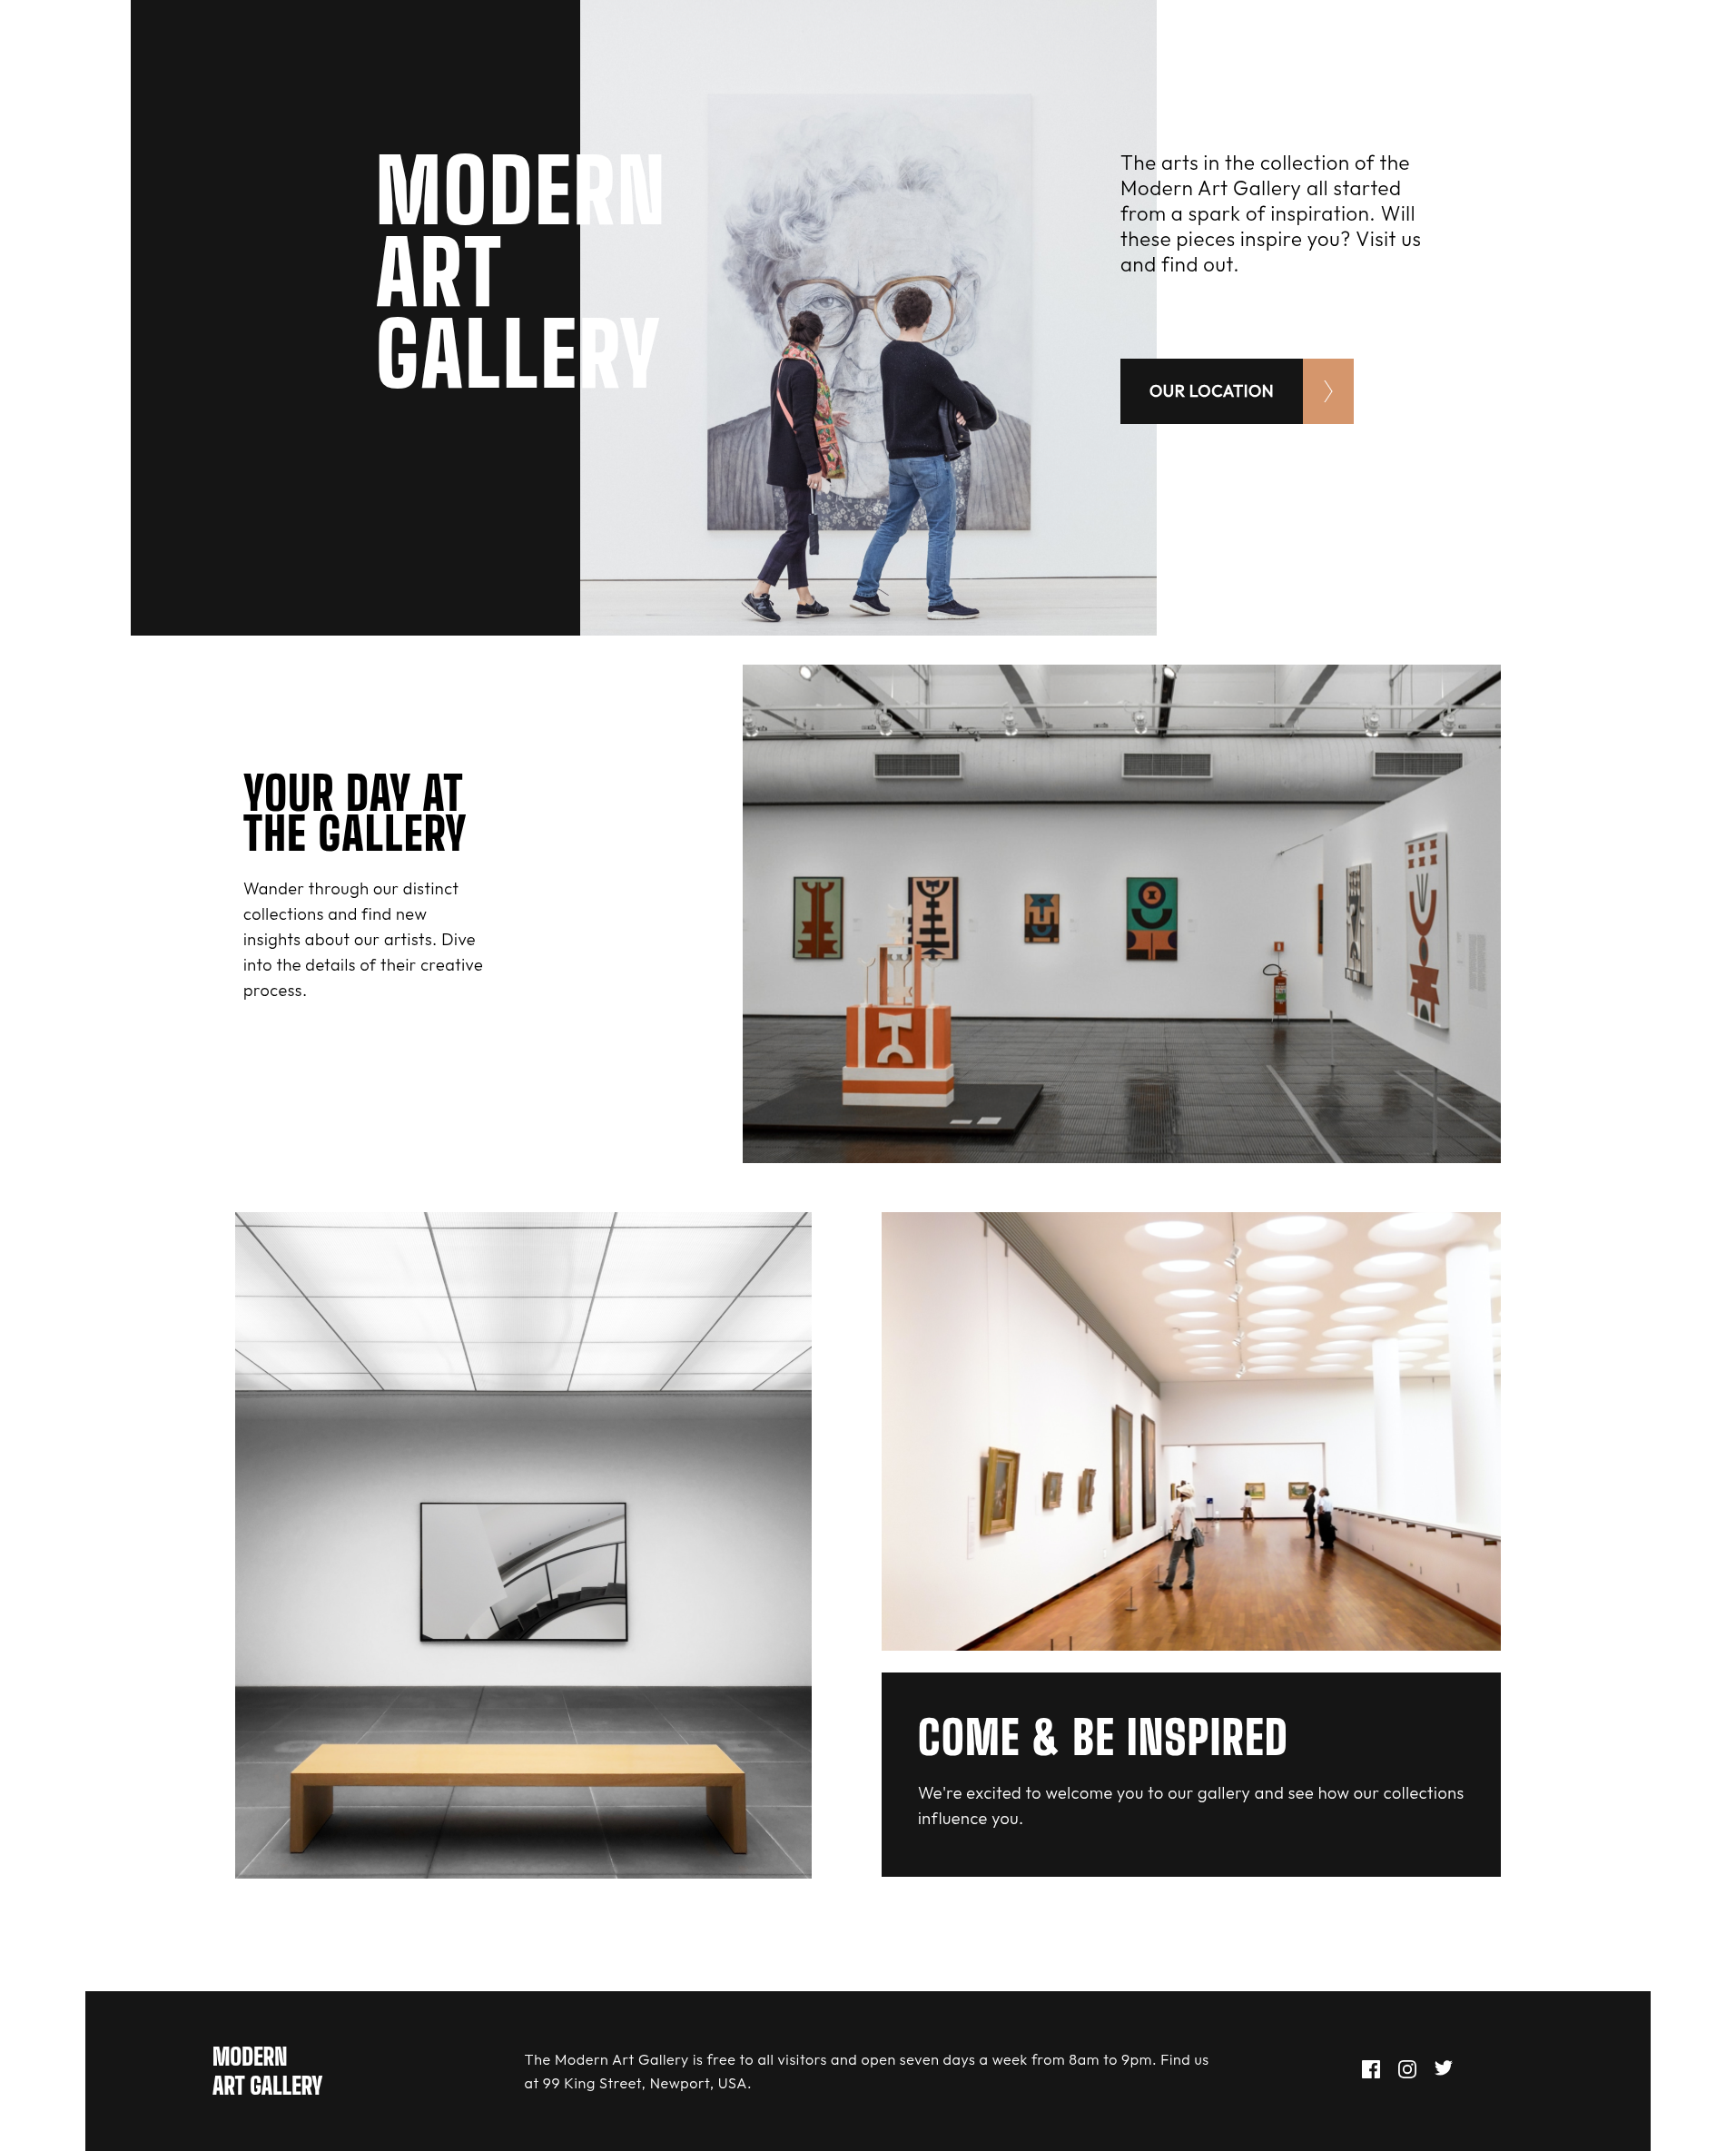 MODERN
ART
GALLERY
The arts in the collection of the
Modern Art Gallery all started
from a spark of inspiration. Will
these pieces inspire you? Visit us
and find out.
OUR LOCATION
YOUR DAY AT
THE GALLERY
Wander through our distinct
collections and find new
insights about our artists. Dive
into the details of their creative
process.
COME & BE INSPIRED
We're excited to welcome you to our gallery and see how our collections
influence you.
MODERN
ART GALLERY
The Modern Art Gallery is free to all visitors and open seven days a week from 8am to 9pm. Find us
at 99 King Street, Newport, USA.